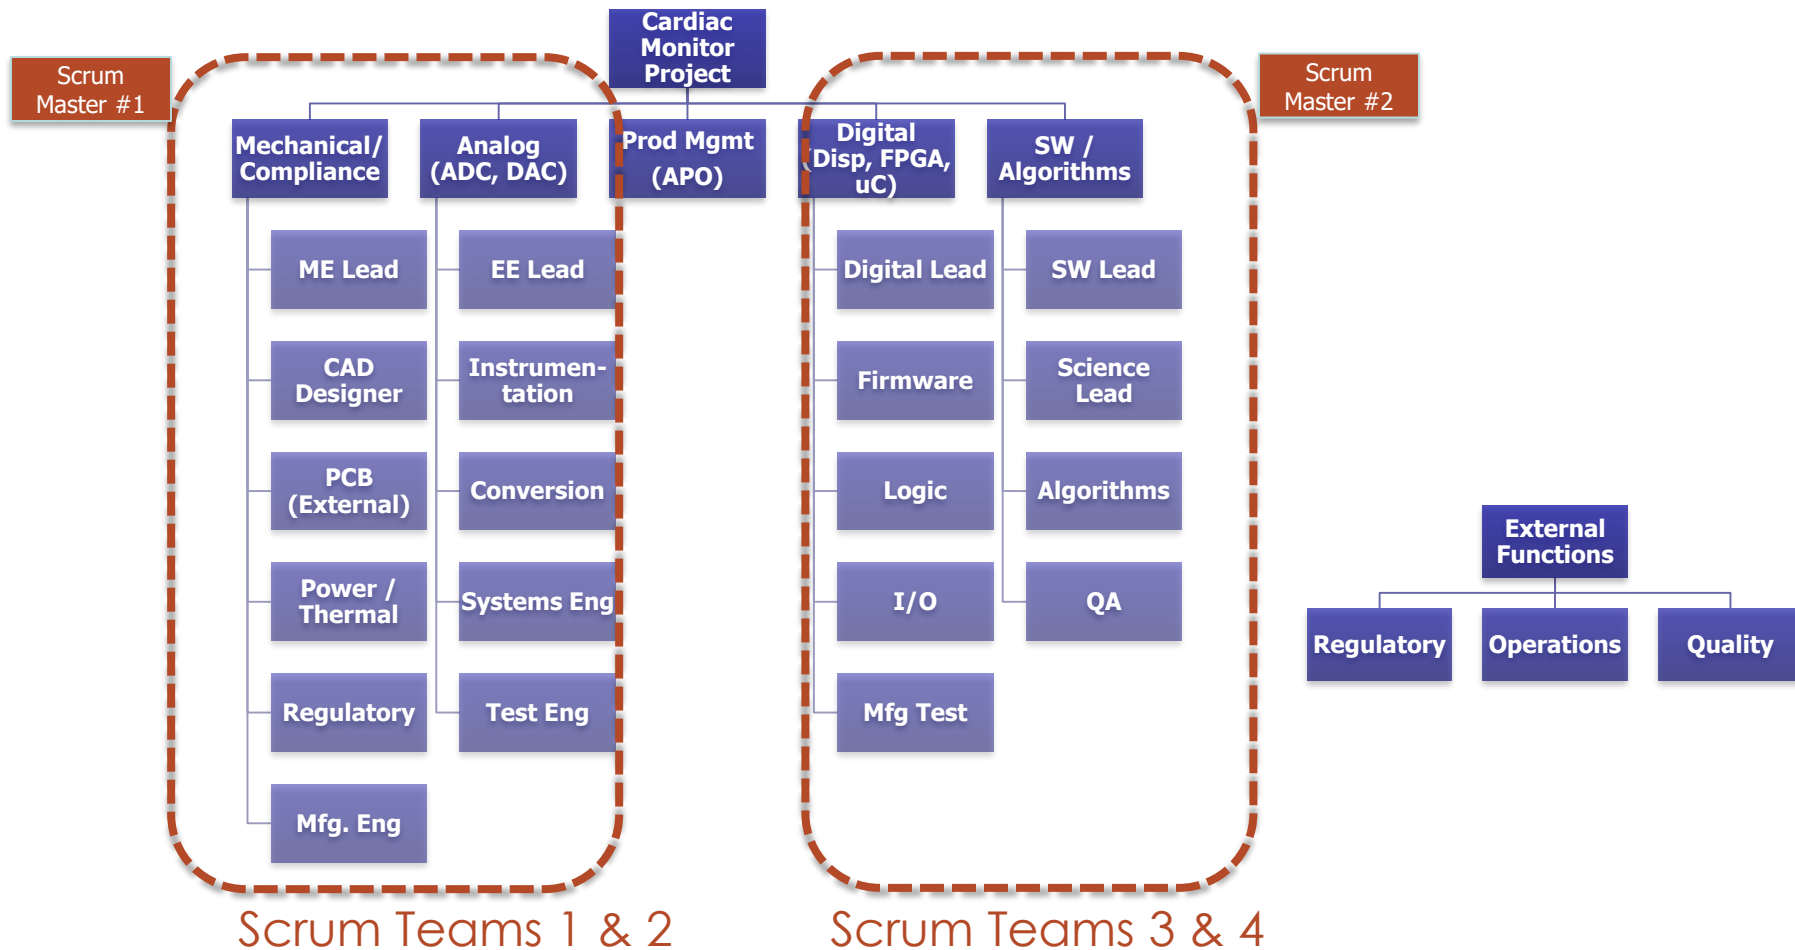 Cardiac
Monitor
Project
Scrum
Master #1
Scrum
Master #2
Mechanical/
Compliance
Analog
(ADC, DAC)
Prod Mgmt
(APO)
Digital
(Disp, FPGA,
uC)
SW /
Algorithms
ME Lead
CAD
Designer
PCB
(External)
Power /
Thermal
Regulatory
Mfg. Eng
EE Lead
Instrumen-
tation
Conversion
Systems Eng
Test Eng
Digital Lead
Firmware
Logic
I/O
Mfg Test
SW Lead
Science
Lead
Algorithms
QA
External
Functions
Regulatory
Operations
Quality
Scrum Teams 1 & 2
Scrum Teams 3 & 4